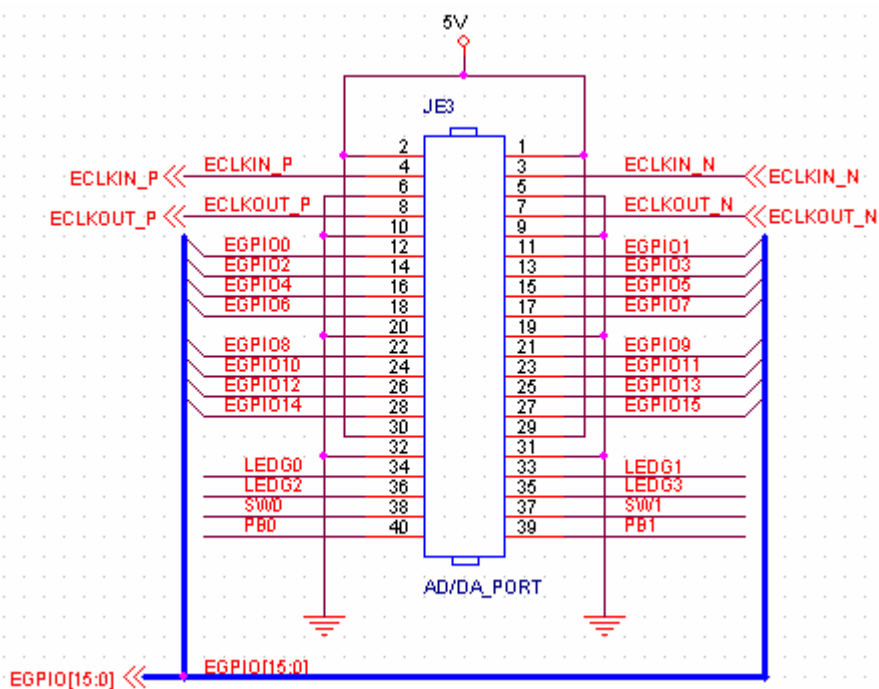 5V
JE3
2 1
ECLKIN_P ECLKIN_P 4 3 ECLKIN_N ECLKIN_N
6 5
ECLKOUT_P ECLKOUT_P 8 7 ECLKOUT_N ECLKOUT_N
10 9
EGPIO0 12 11 EGPIO1
EGPIO2 14 13 EGPIO3
EGPIO4 16 15 EGPIO5
EGPIO6 18 17 EGPIO7
20 19
EGPIO8 22 21 EGPIO9
EGPIO10 24 23 EGPIO11
EGPIO12 26 25 EGPIO13
EGPIO14 28 27 EGPIO15
30 29
32 31
LEDG0 34 33 LEDG1
LEDG2 36 35 LEDG3
SW0 38 37 SW1
PB0 40 39 PB1
AD/DA_PORT
EGPIO[15:0] EGPIO[15:0]